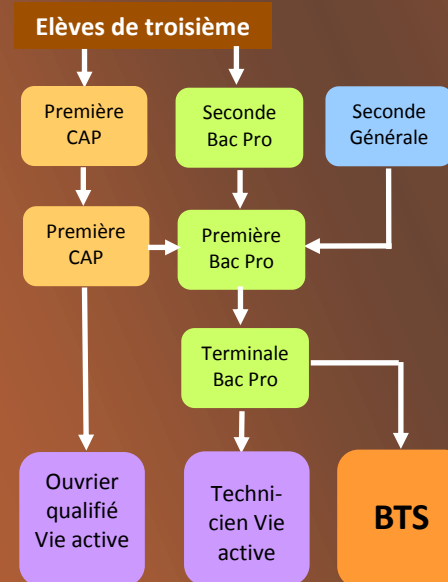 Elèves de troisième
Première
CAP
Seconde
Bac Pro
Seconde
Générale
Première
CAP
Première
Bac Pro
Terminale
Bac Pro
Ouvrier
qualifié
Vie active
Techni-
cien Vie
active
BTS